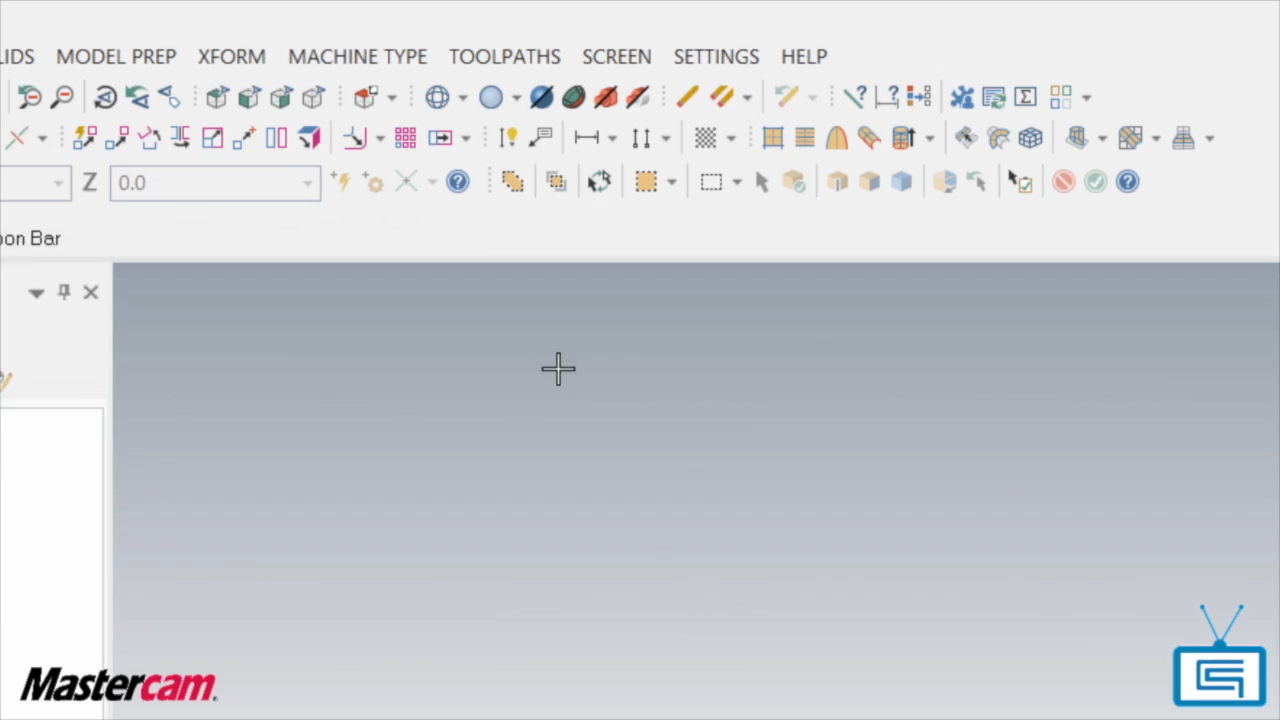 LIDS MODEL PREP XFORM MACHINE TYPE TOOLPATHS SCREEN SETTINGS HELP
Z 0.0
on Bar
Mastercam.